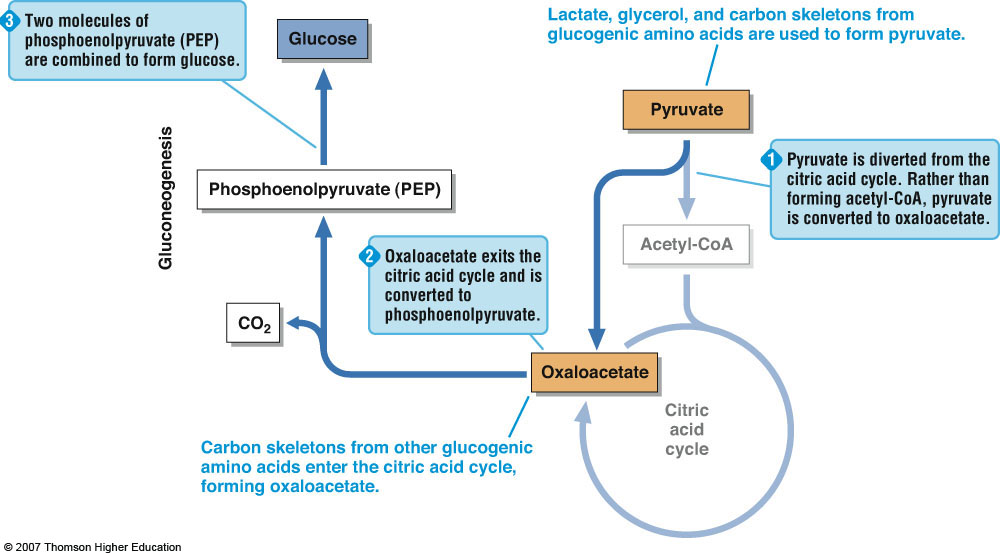 3 Two molecules of
phosphoenolpyruvate (PEP)
are combined to form glucose.
Glucose
Lactate, glycerol, and carbon skeletons from
glucogenic amino acids are used to form pyruvate.
Pyruvate
1 Pyruvate is diverted from the
citric acid cycle. Rather than
forming acetyl-CoA, pyruvate
is converted to oxaloacetate.
Gluconeogenesis
Phosphoenolpyruvate (PEP)
Acetyl-CoA
2 Oxaloacetate exits the
citric acid cycle and is
converted to
phosphoenolpyruvate.
CO₂
Oxaloacetate
Citric
acid
cycle
Carbon skeletons from other glucogenic
amino acids enter the citric acid cycle,
forming oxaloacetate.
© 2007 Thomson Higher Education